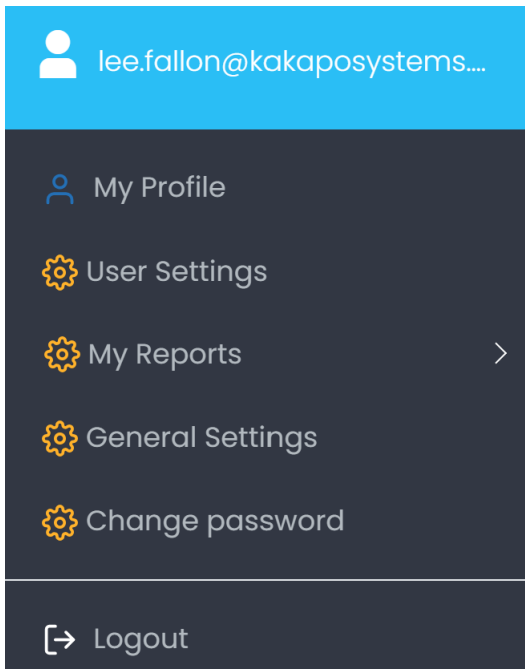 lee.fallon@kakaposystems....
My Profile
User Settings
My Reports
General Settings
Change password
Logout